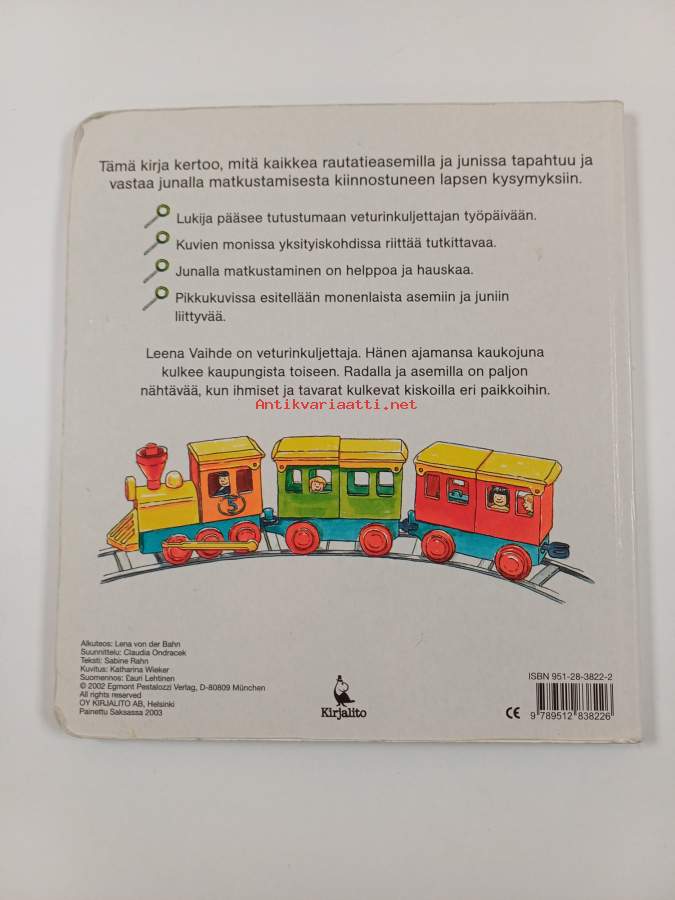 Tämä kirja kertoo, mitä kaikkea rautatieasemilla ja junissa tapahtuu ja
vastaa junalla matkustamisesta kiinnostuneen lapsen kysymyksiin.
Lukija pääsee tutustumaan veturinkuljettajan työpäivään.
Kuvien monissa yksityiskohdissa riittää tutkittavaa.
Junalla matkustaminen on helppoa ja hauskaa.
Pikkukuvissa esitellään monenlaista asemiin ja juniin
liittyvää.
Leena Vaihde on veturinkuljettaja. Hänen ajamansa kaukojuna
kulkee kaupungista toiseen. Radalla ja asemilla on paljon
nähtävää, kun ihmiset ja tavarat kulkevat kiskoilla eri paikkoihin.
Antikvariaatti.net
5
Alkuteos: Lena von der Bahn
Suunnittelu: Claudia Ondracek
Teksti: Sabine Rahn
Kuvitus: Katharina Wieker
Suomennos: Lauri Lehtinen
© 2002 Egmont Pestalozzi Verlag, D-80809 München
All rights reserved
OY KIRJALITO AB, Helsinki
Painettu Saksassa 2003
Kirjalito
ISBN 951-28-3822-2
CE 9 789512 838226